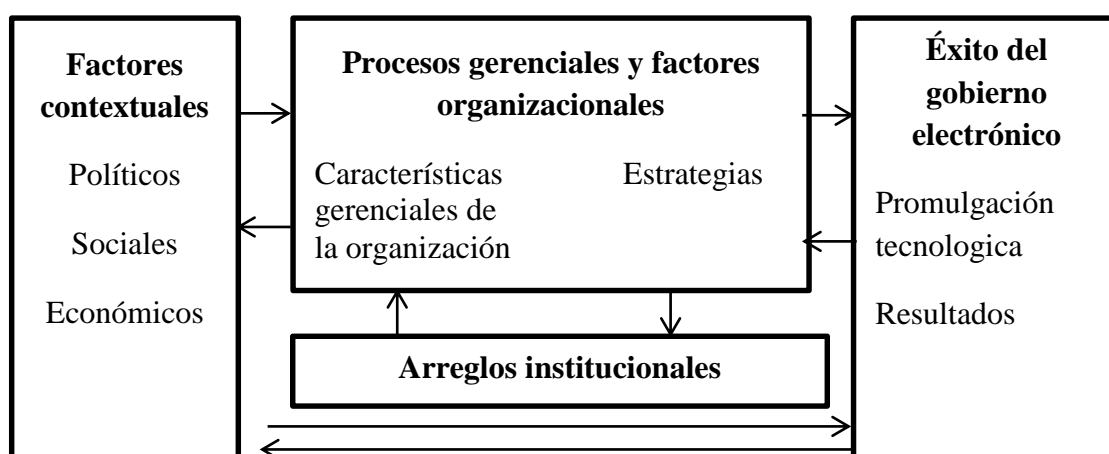 Factores
contextuales
Políticos
Sociales
Económicos
Procesos gerenciales y factores
organizacionales
Características
gerenciales de
la organización
Estrategias
Arreglos institucionales
Éxito del
gobierno
electrónico
Promulgación
tecnologica
Resultados